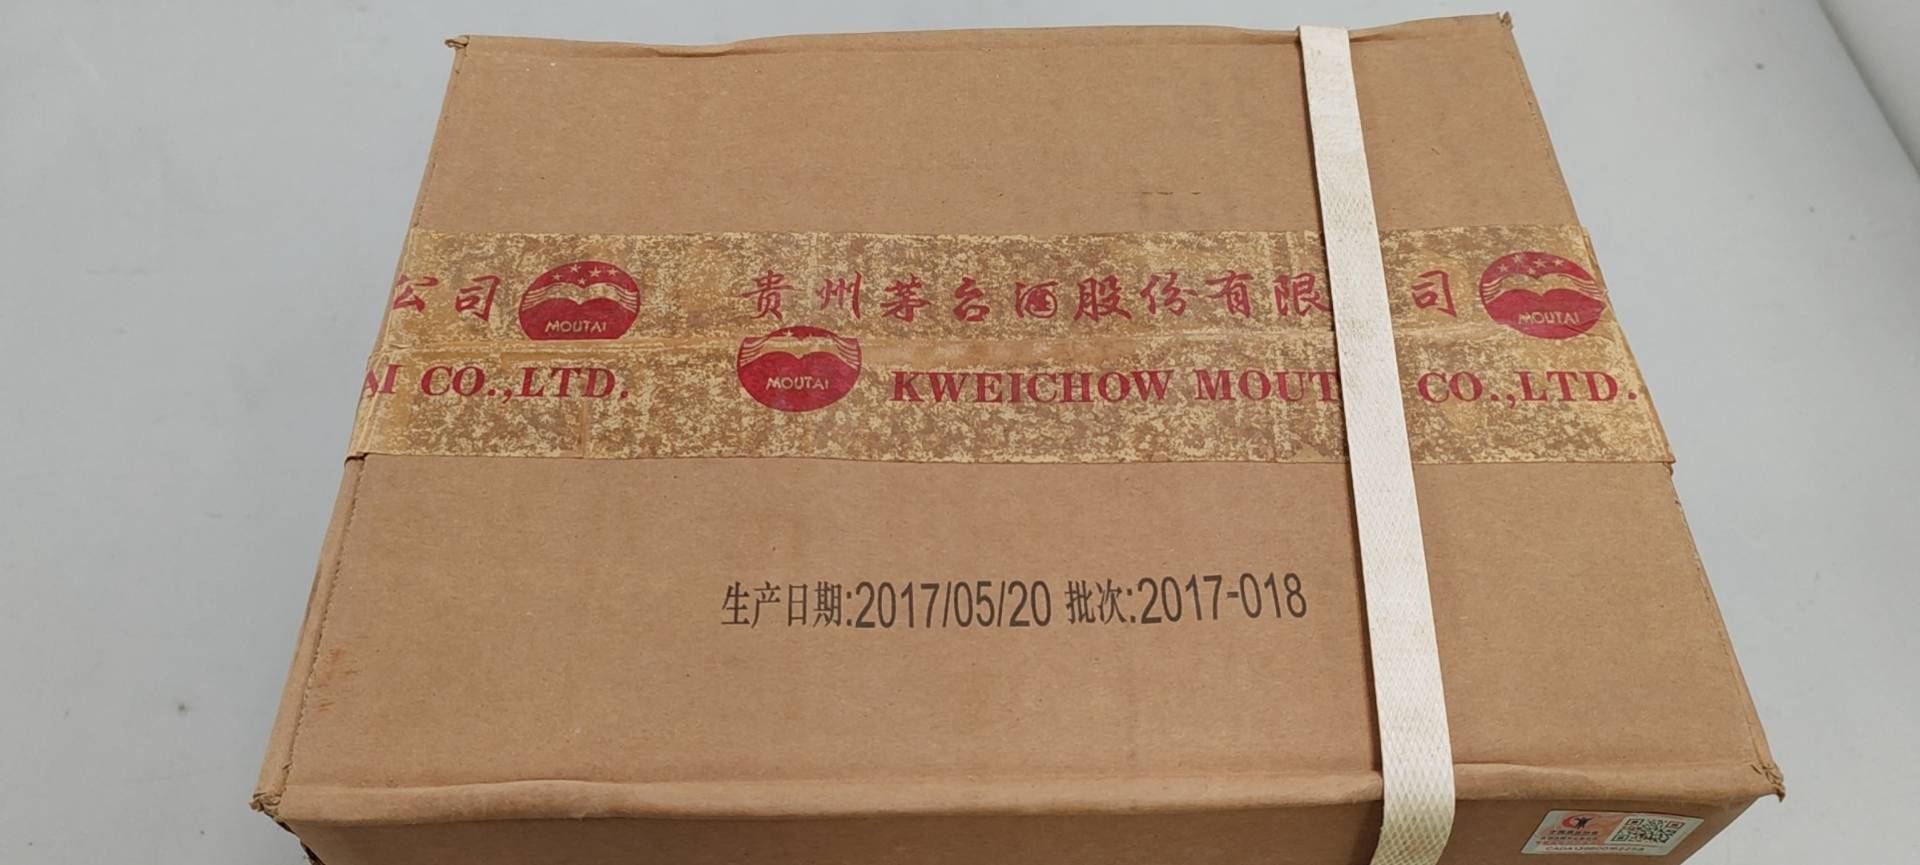 公司 MOUTAI 贵州茅台酒股份有限 司 MOUTAI
AI CO.,LTD. MOUTAI KWEICHOW MOUT CO.,LTD.
生产日期:2017/05/20 批次:2017-018